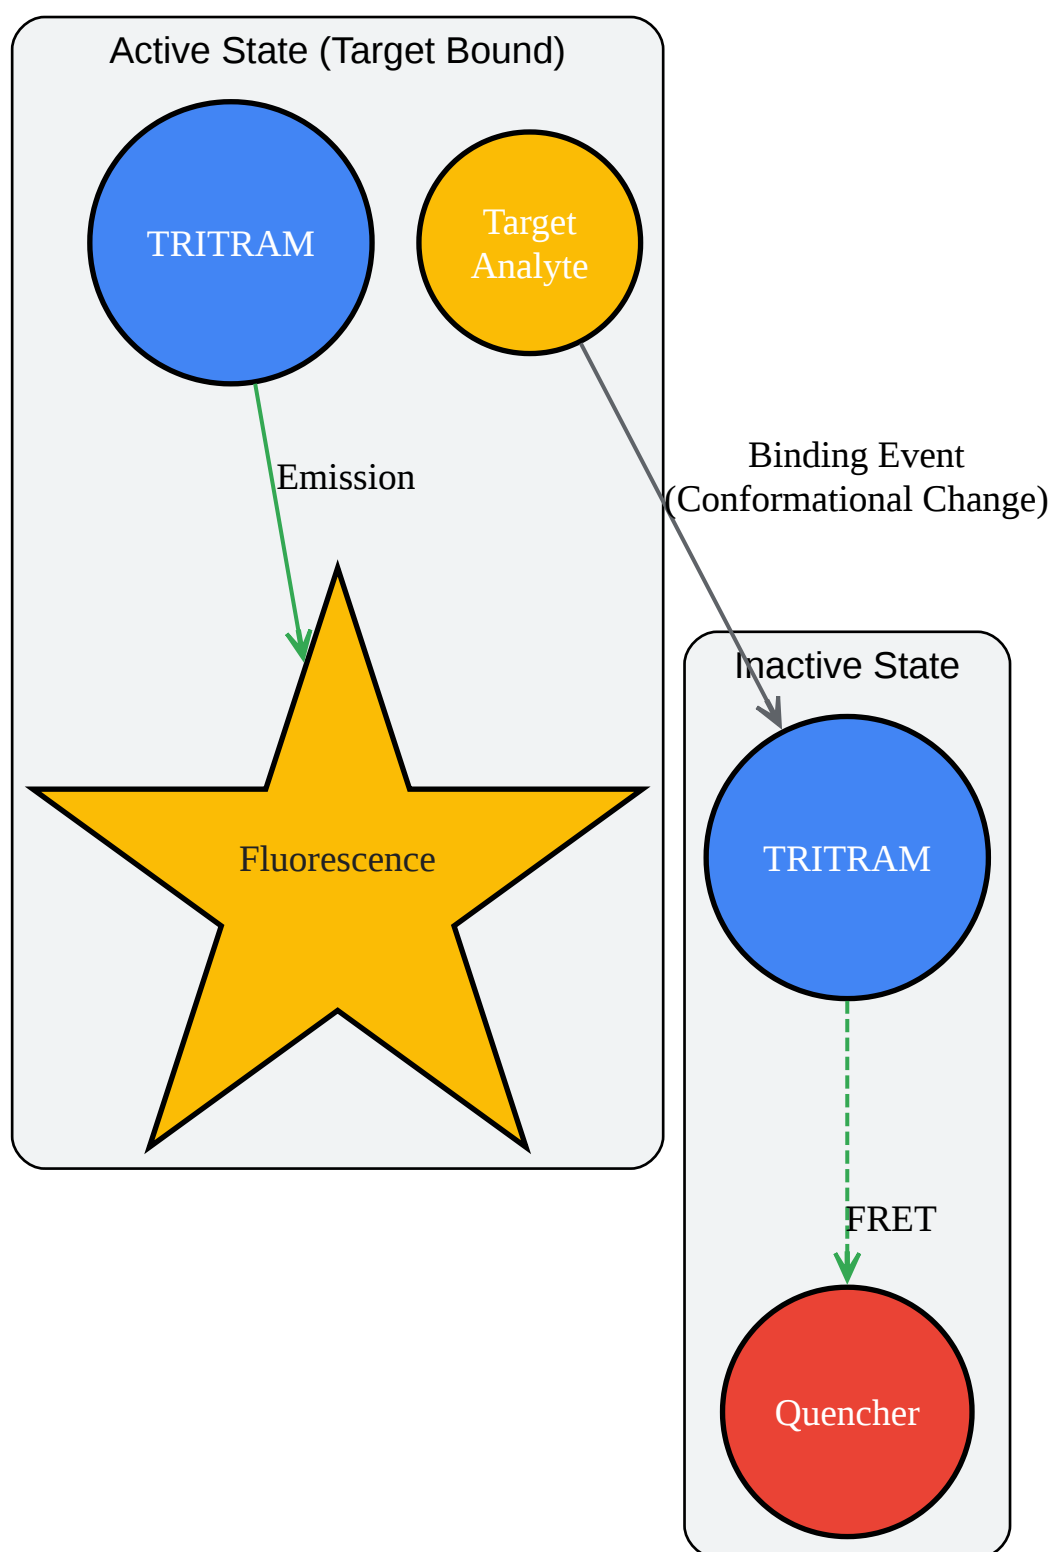 Active State (Target Bound)
TRITRAM
Target
Analyte
Emission
Binding Event
(Conformational Change)
Fluorescence
Inactive State
TRITRAM
FRET
Quencher